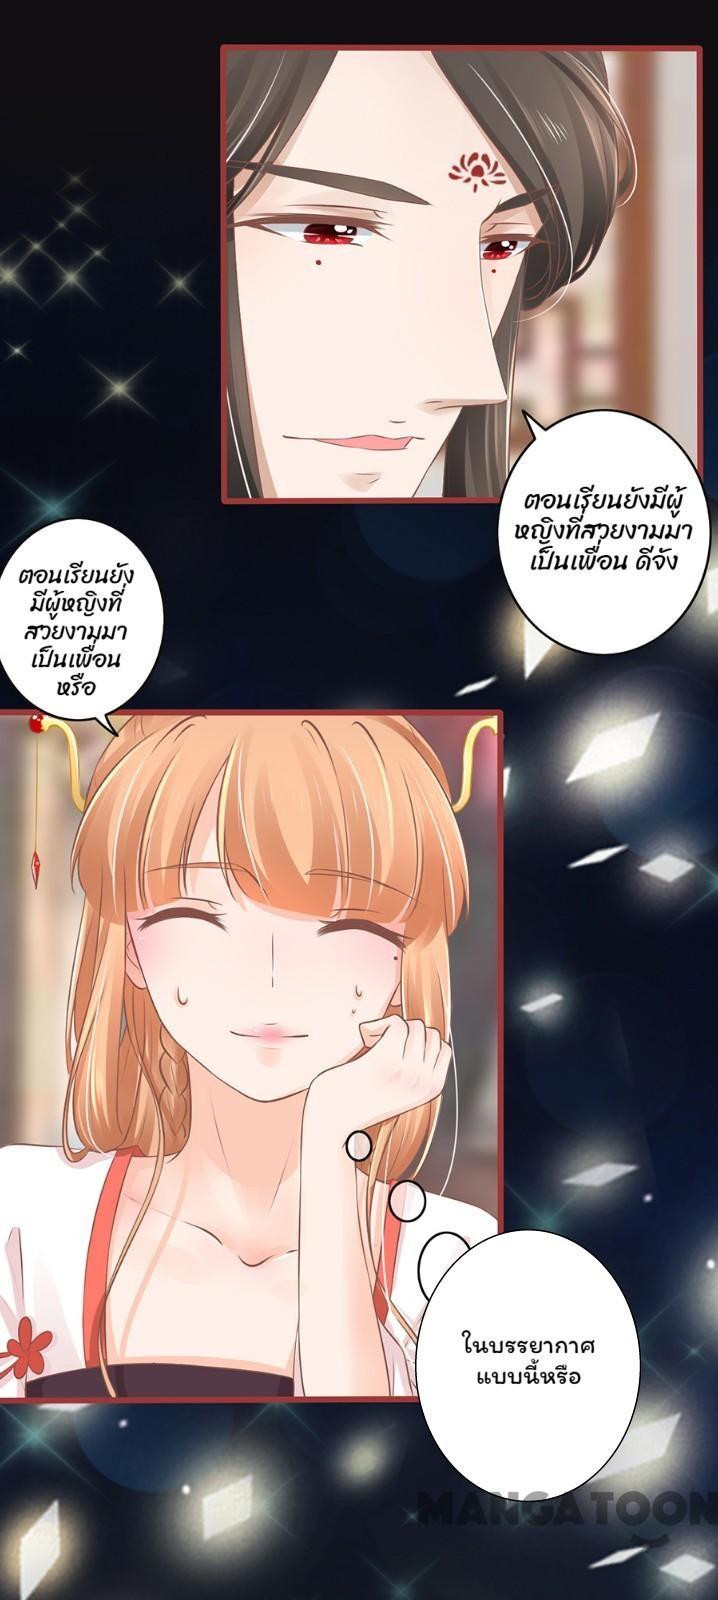 ตอนเรียนยังมีผู้
หญิงที่สวยงามมา
เป็นเพื่อน ดีจัง
ตอนเรียนยัง
มีผู้หญิงที่
สวยงามมา
เป็นเพื่อน
หรือ
ในบรรยากาศ
แบบนี้หรือ
MANGATOON